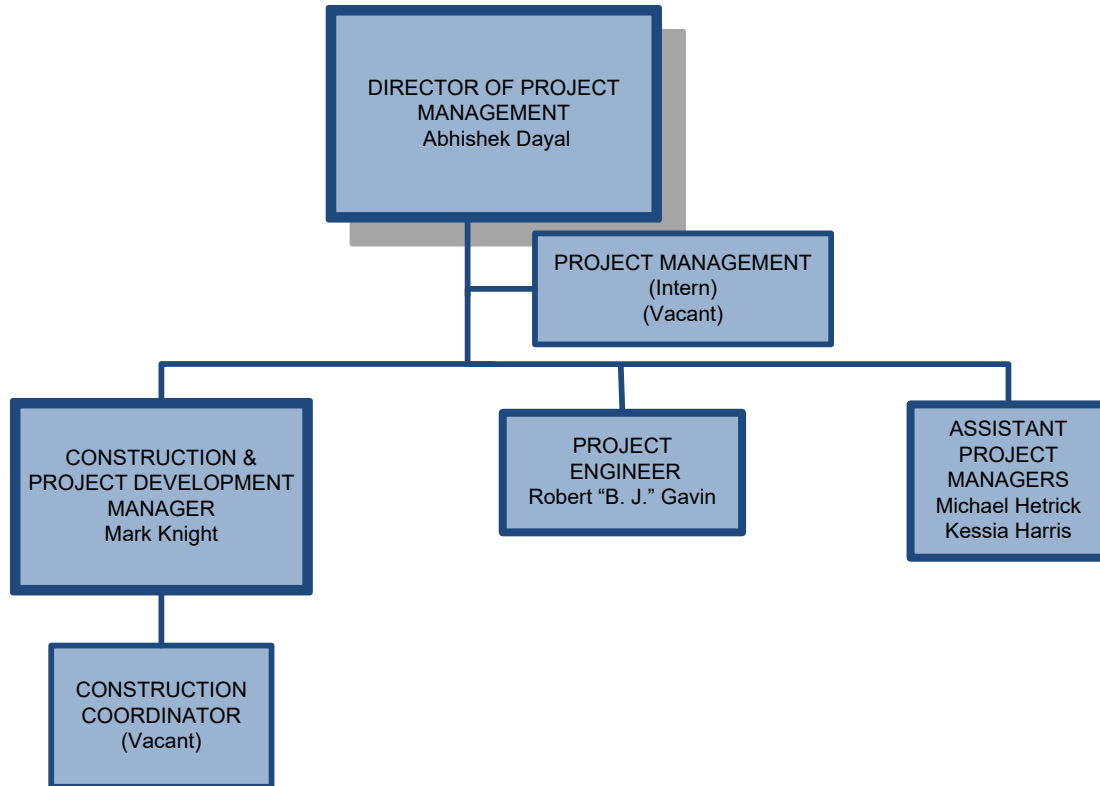 DIRECTOR OF PROJECT
MANAGEMENT
Abhishek Dayal
PROJECT MANAGEMENT
(Intern)
(Vacant)
CONSTRUCTION &
PROJECT DEVELOPMENT
MANAGER
Mark Knight
PROJECT
ENGINEER
Robert “B. J.” Gavin
ASSISTANT
PROJECT
MANAGERS
Michael Hetrick
Kessia Harris
CONSTRUCTION
COORDINATOR
(Vacant)